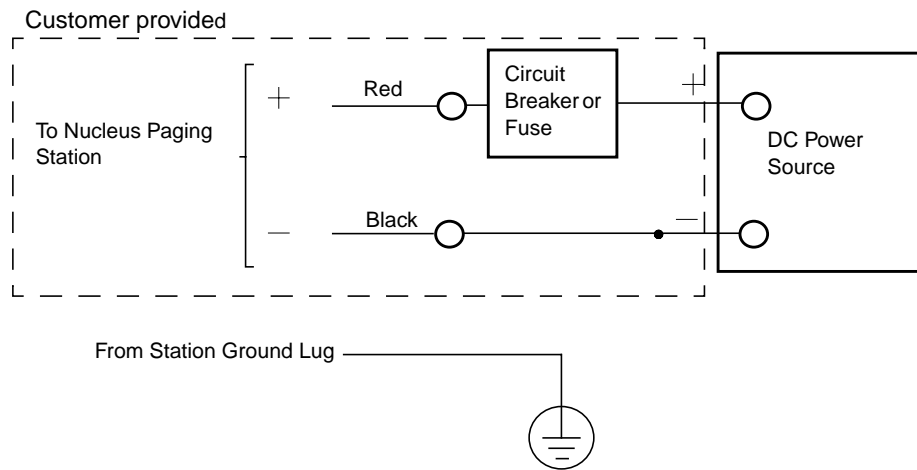 Customer provided
To Nucleus Paging
Station
+
Red
Circuit
Breaker or
Fuse
+
DC Power
Source
—
Black
—
From Station Ground Lug